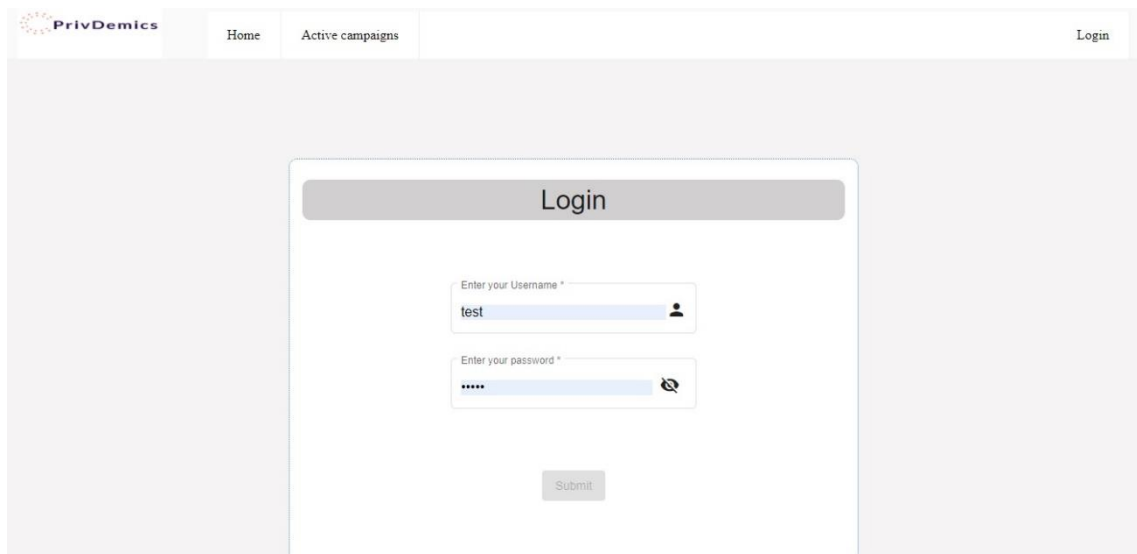 PrivDemics
Home Active campaigns Login
Login
Enter your Username *
test
Enter your password *
•••••
Submit